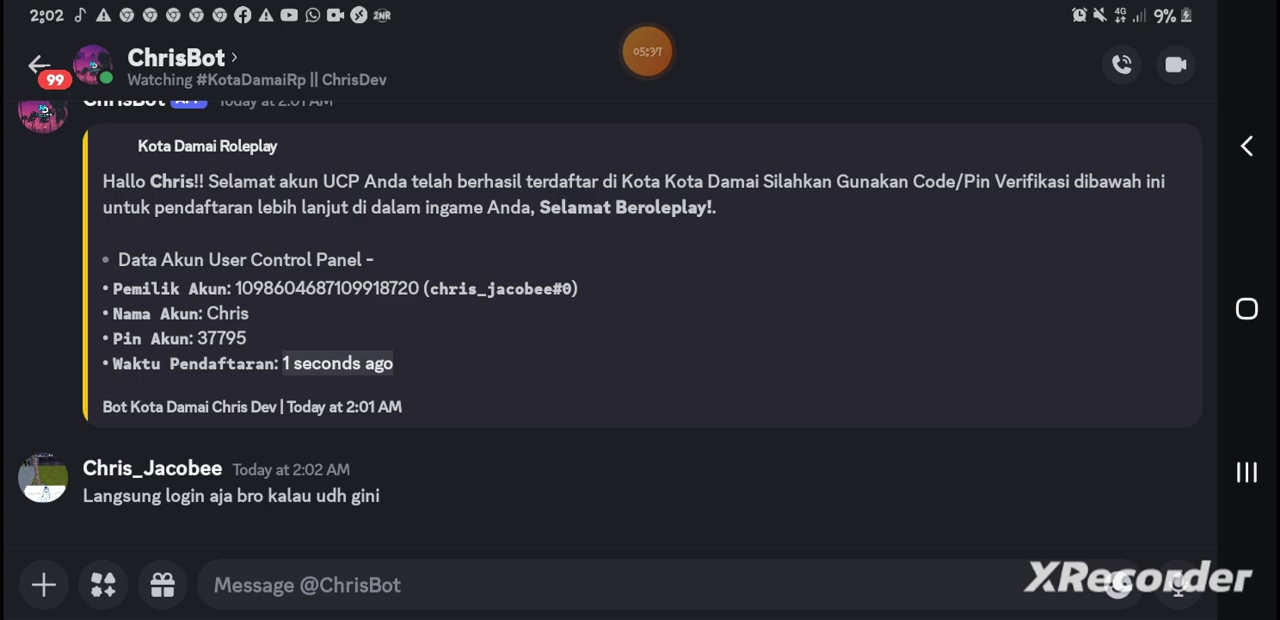 2:02
2NR
4G
9%
05:37
99
ChrisBot
Watching #KotaDamaiRp || ChrisDev
ChrisBot Today at 2:01 AM
Kota Damai Roleplay
Hallo Chris!! Selamat akun UCP Anda telah berhasil terdaftar di Kota Kota Damai Silahkan Gunakan Code/Pin Verifikasi dibawah ini
untuk pendaftaran lebih lanjut di dalam ingame Anda, Selamat Beroleplay!.
• Data Akun User Control Panel -
• Pemilik Akun: 1098604687109918720 (chris_jacobee#0)
• Nama Akun: Chris
• Pin Akun: 37795
• Waktu Pendaftaran: 1 seconds ago
Bot Kota Damai Chris Dev | Today at 2:01 AM
Chris_Jacobee Today at 2:02 AM
Langsung login aja bro kalau udh gini
Message @ChrisBot
XRecorder